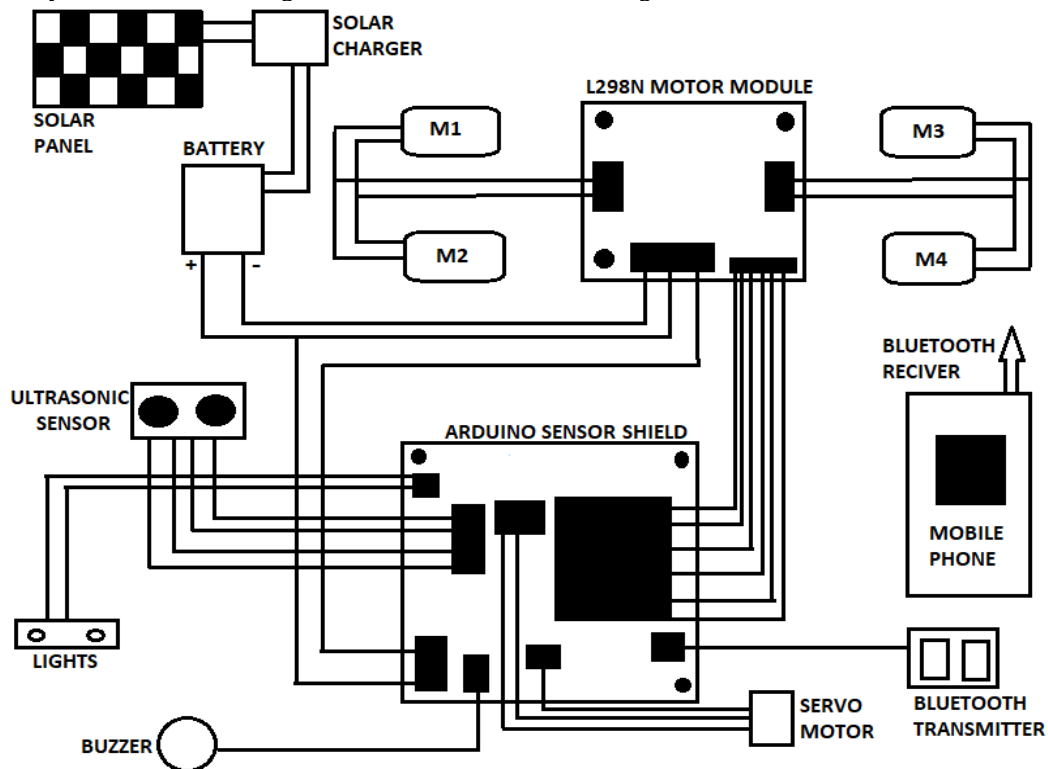 SOLAR
CHARGER
SOLAR
PANEL
BATTERY
+ -
L298N MOTOR MODULE
M1
M2
M3
M4
ULTRASONIC
SENSOR
BLUETOOTH
RECIVER
ARDUINO SENSOR SHIELD
MOBILE
PHONE
LIGHTS
BUZZER
SERVO
MOTOR
BLUETOOTH
TRANSMITTER